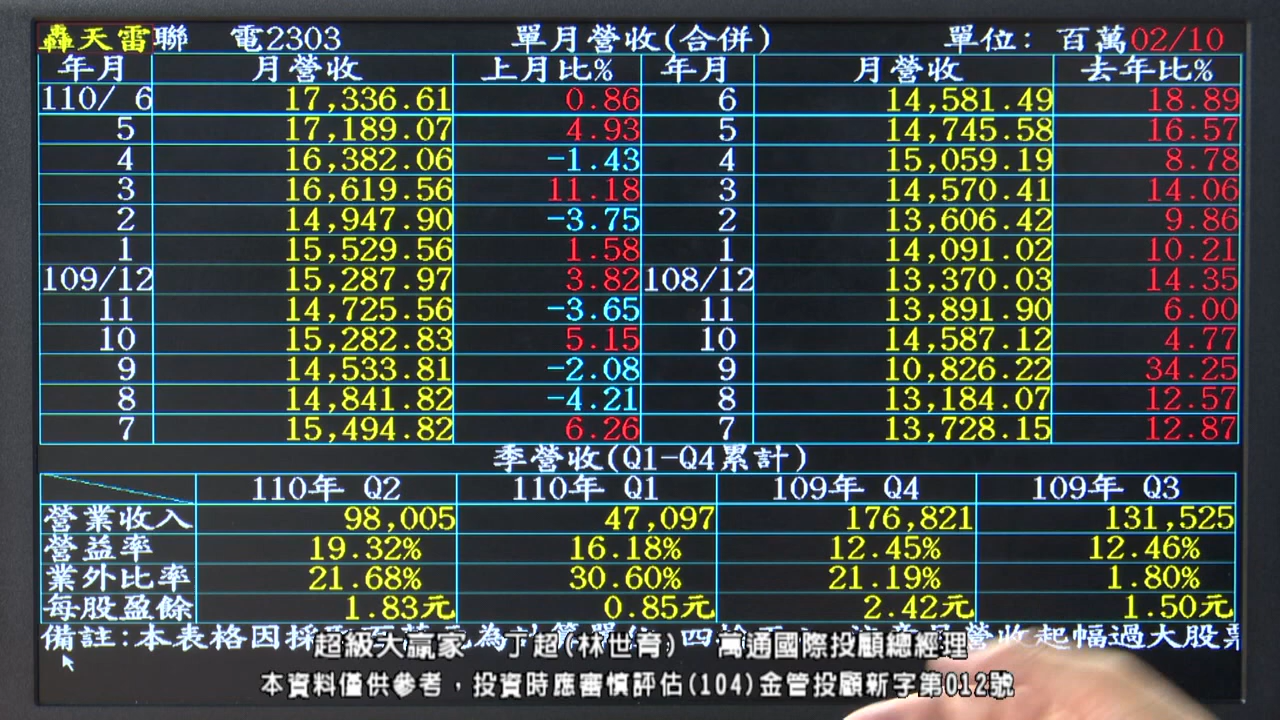 轟天雷聯 電2303 單月營收(合併) 單位: 百萬02/10
年月 月營收 上月比% 年月 月營收 去年比%
110/ 6 17,336.61 0.86 6 14,581.49 18.89
5 17,189.07 4.93 5 14,745.58 16.57
4 16,382.06 -1.43 4 15,059.19 8.78
3 16,619.56 11.18 3 14,570.41 14.06
2 14,947.90 -3.75 2 13,606.42 9.86
1 15,529.56 1.58 1 14,091.02 10.21
109/12 15,287.97 3.82 108/12 13,370.03 14.35
11 14,725.56 -3.65 11 13,891.90 6.00
10 15,282.83 5.15 10 14,587.12 4.77
9 14,533.81 -2.08 9 10,826.22 34.25
8 14,841.82 -4.21 8 13,184.07 12.57
7 15,494.82 6.26 7 13,728.15 12.87
季營收(Q1-Q4累計)
110年 Q2 110年 Q1 109年 Q4 109年 Q3
營業收入 98,005 47,097 176,821 131,525
營益率 19.32% 16.18% 12.45% 12.46%
業外比率 21.68% 30.60% 21.19% 1.80%
每股盈餘 1.83元 0.85元 2.42元 1.50元
備註:本表格因採 為計算單位 四捨五入 營收起幅過大股票
超級大贏家 丁超(林世育) 萬通國際投顧總經理
本資料僅供參考，投資時應審慎評估(104)金管投顧新字第012號